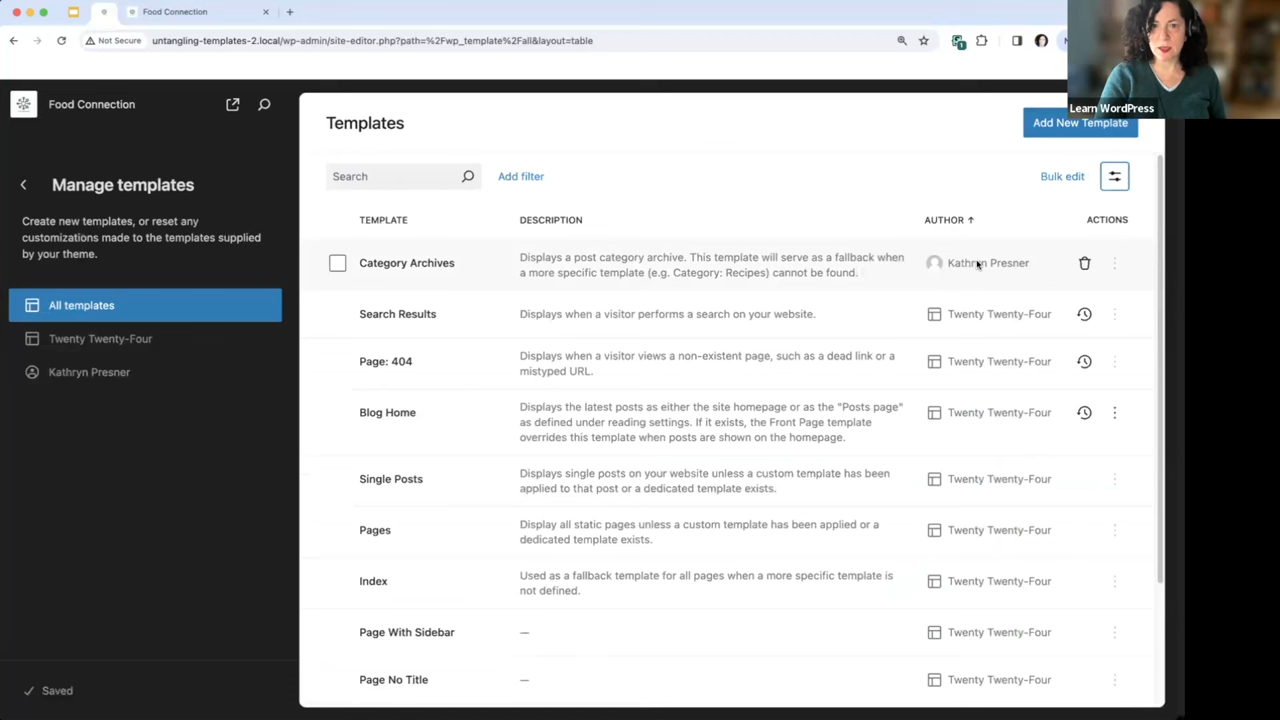 Food Connection
Not Secure
untangling-templates-2.local/wp-admin/site-editor.php?path=%2Fwp_template%2Fall&layout=table
1
Learn WordPress
Food Connection
Manage templates
Create new templates, or reset any
customizations made to the templates supplied
by your theme.
All templates
Twenty Twenty-Four
Kathryn Presner
Saved
Templates
Add New Template
Search
Add filter
Bulk edit
TEMPLATE DESCRIPTION AUTHOR ↑ ACTIONS
Category Archives
Displays a post category archive. This template will serve as a fallback when
a more specific template (e.g. Category: Recipes) cannot be found.
Kathryn Presner
Search Results
Displays when a visitor performs a search on your website.
Twenty Twenty-Four
Page: 404
Displays when a visitor views a non-existent page, such as a dead link or a
mistyped URL.
Twenty Twenty-Four
Blog Home
Displays the latest posts as either the site homepage or as the "Posts page"
as defined under reading settings. If it exists, the Front Page template
overrides this template when posts are shown on the homepage.
Twenty Twenty-Four
Single Posts
Displays single posts on your website unless a custom template has been
applied to that post or a dedicated template exists.
Twenty Twenty-Four
Pages
Display all static pages unless a custom template has been applied or a
dedicated template exists.
Twenty Twenty-Four
Index
Used as a fallback template for all pages when a more specific template is
not defined.
Twenty Twenty-Four
Page With Sidebar
—
Twenty Twenty-Four
Page No Title
—
Twenty Twenty-Four